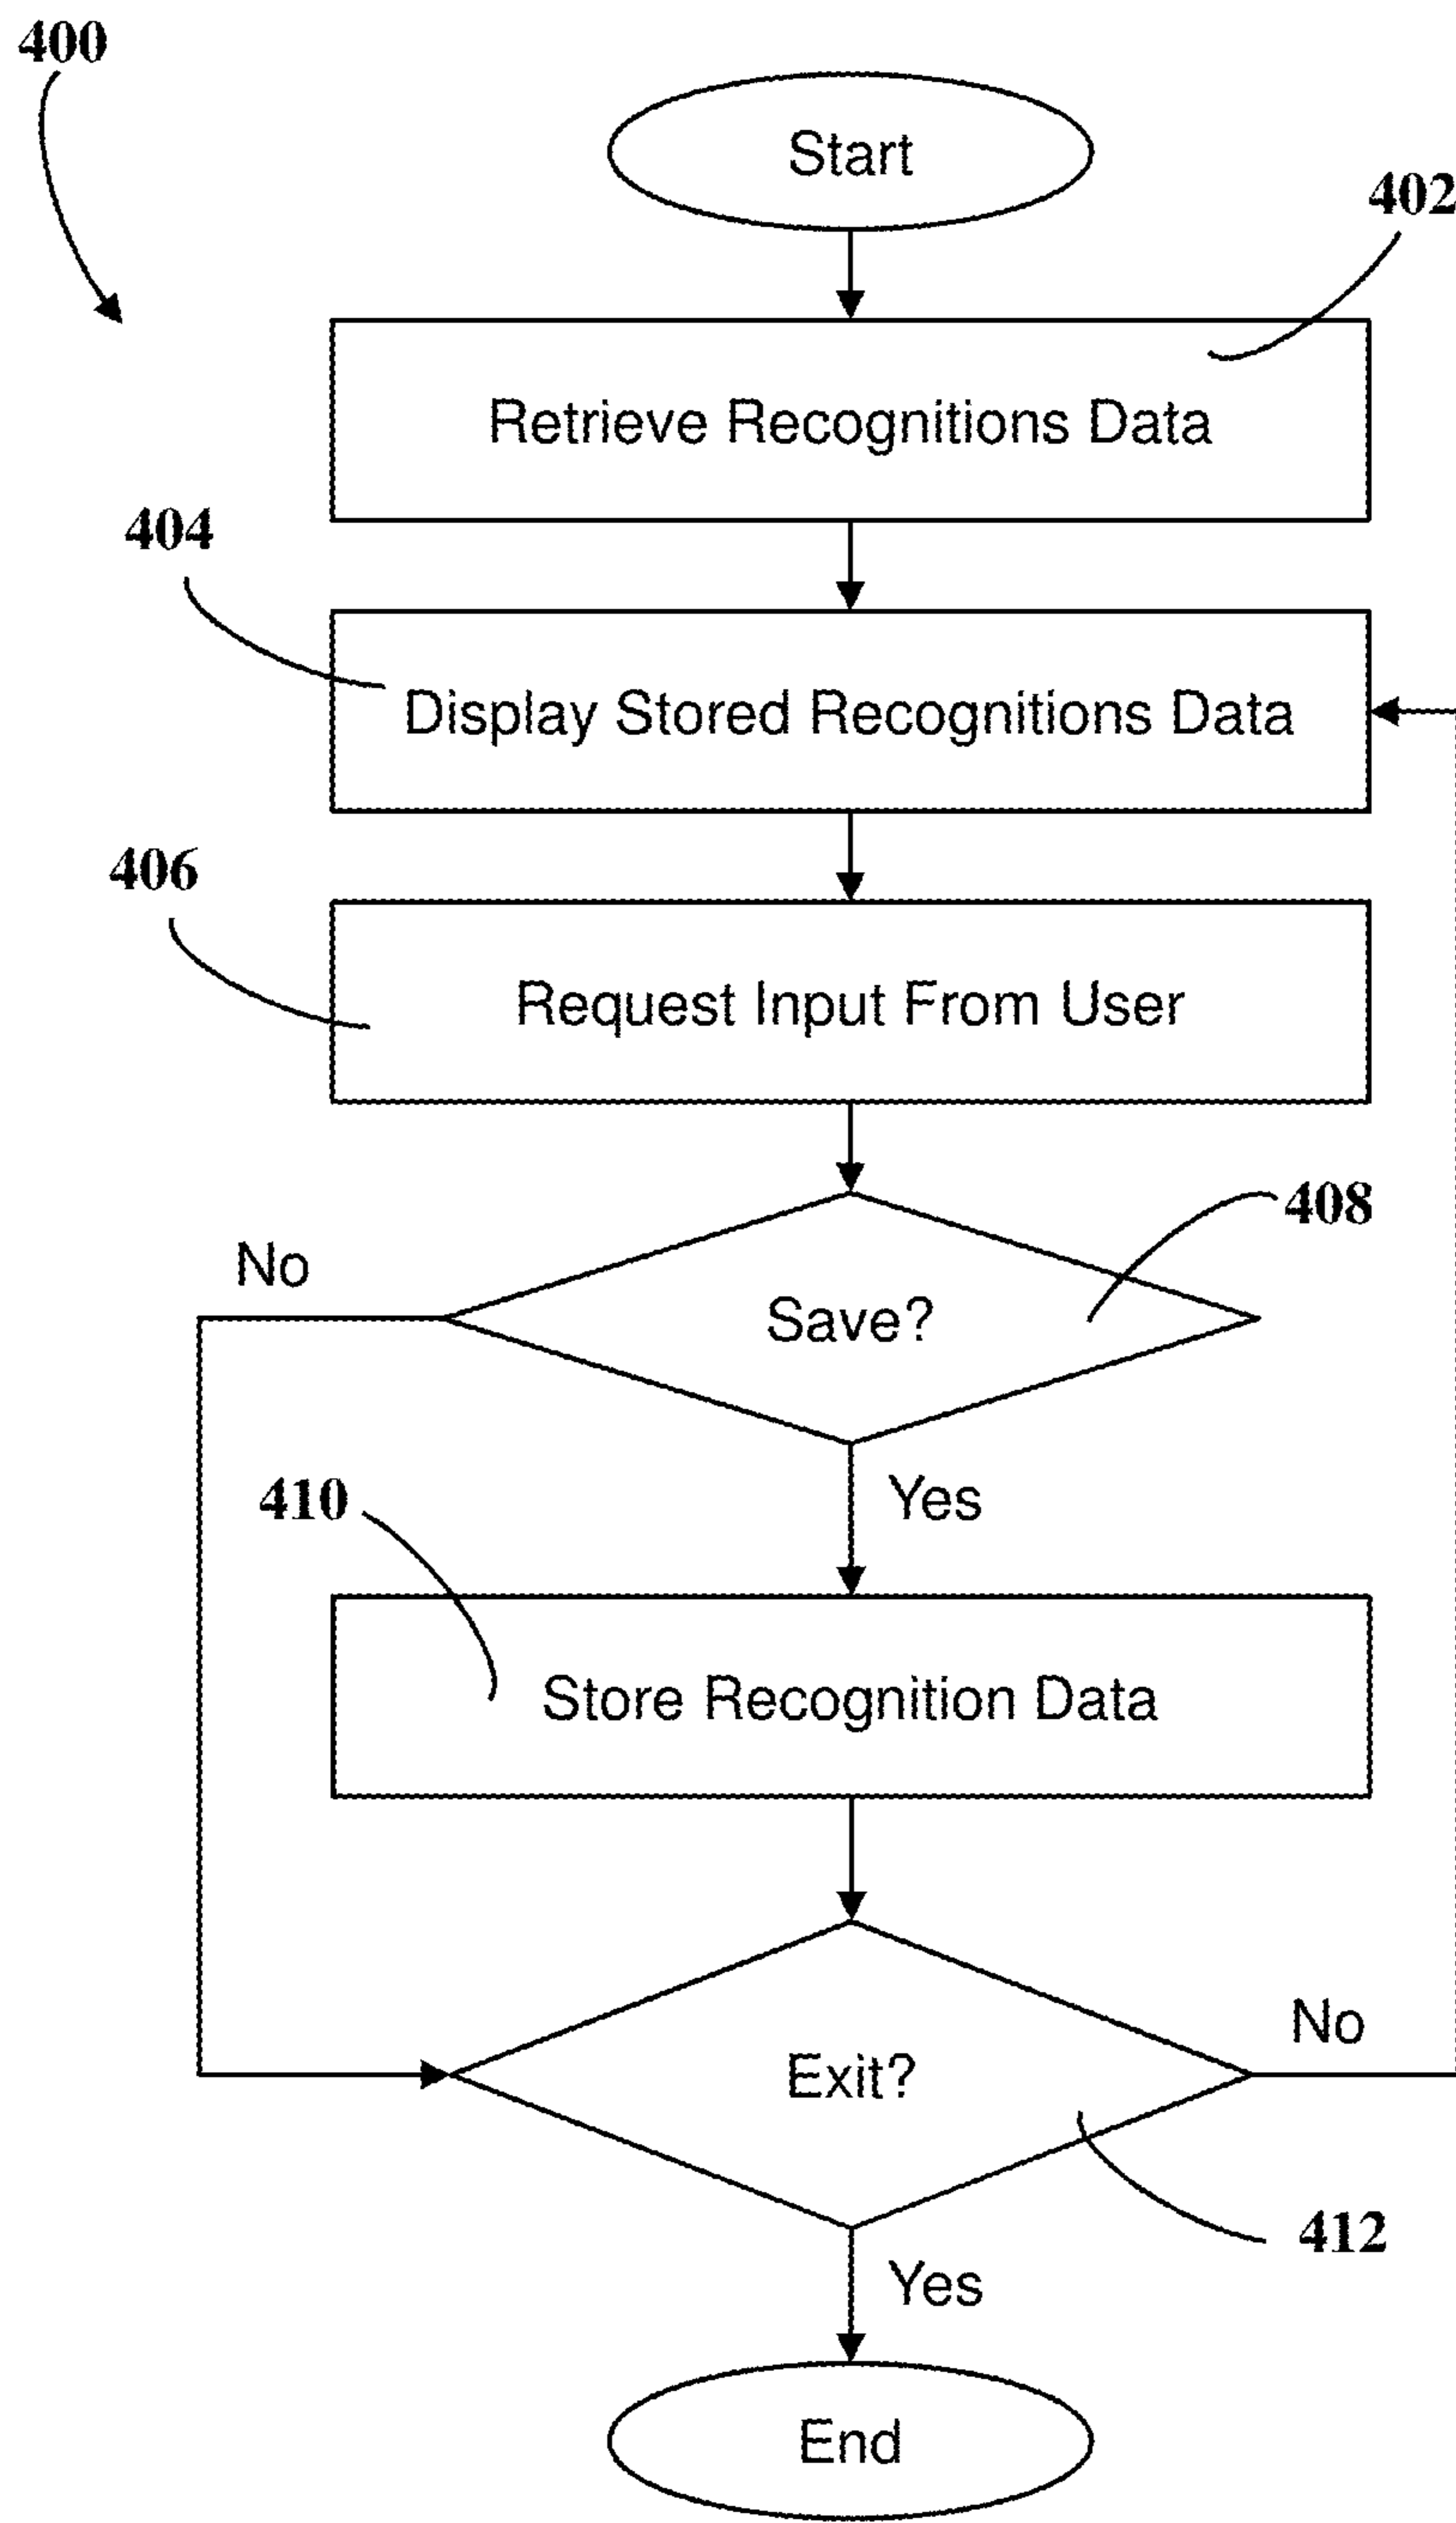 400
Start
402
Retrieve Recognitions Data
404
Display Stored Recognitions Data
406
Request Input From User
408
No
Save?
Yes
410
Store Recognition Data
No
Exit?
412
Yes
End